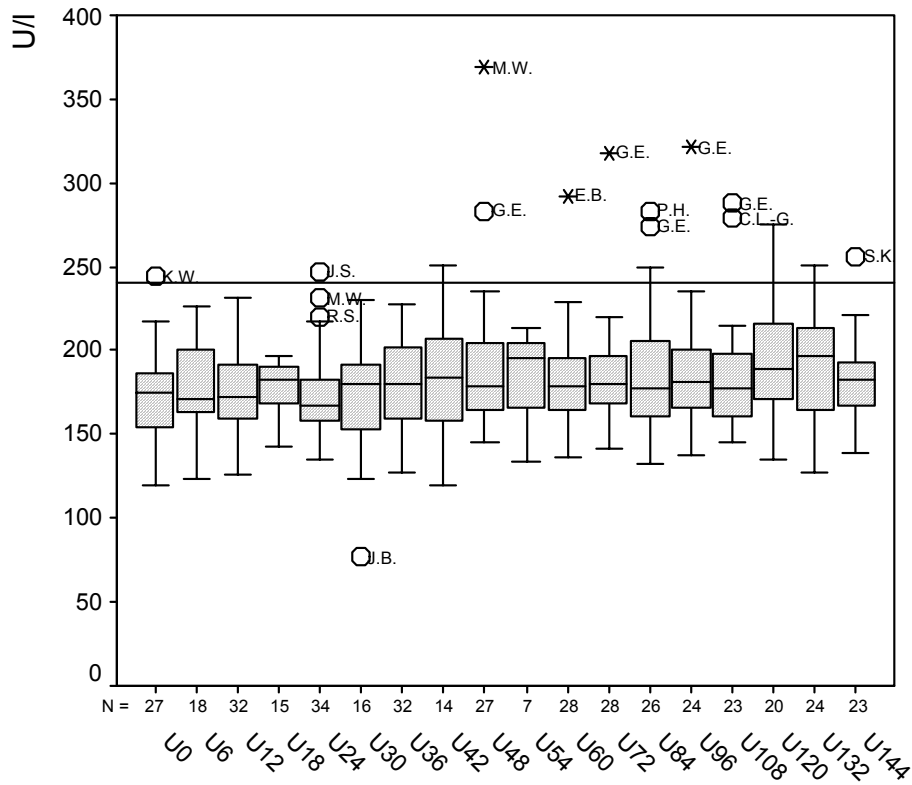 U/l
400
350
300
250
200
150
100
50
0
M.W.
G.E.
E.B.
G.E.
P.H.
G.E.
G.E.
G.E.
C.L.-G.
S.K
K.W.
J.S.
M.W.
R.S.
J.B.
N = 27 18 32 15 34 16 32 14 27 7 28 28 26 24 23 20 24 23
U0 U6 U12 U18 U24 U30 U36 U42 U48 U54 U60 U72 U84 U96 U108 U120 U132 U144